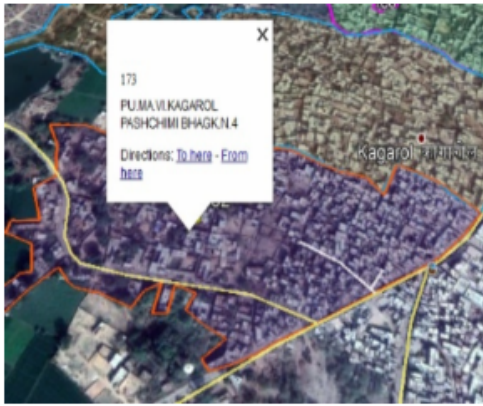 X
173
PU.MA.VI.KAGAROL
PASHCHIMI BHAGK.N.4
Directions: To here - From
here
Kagarol